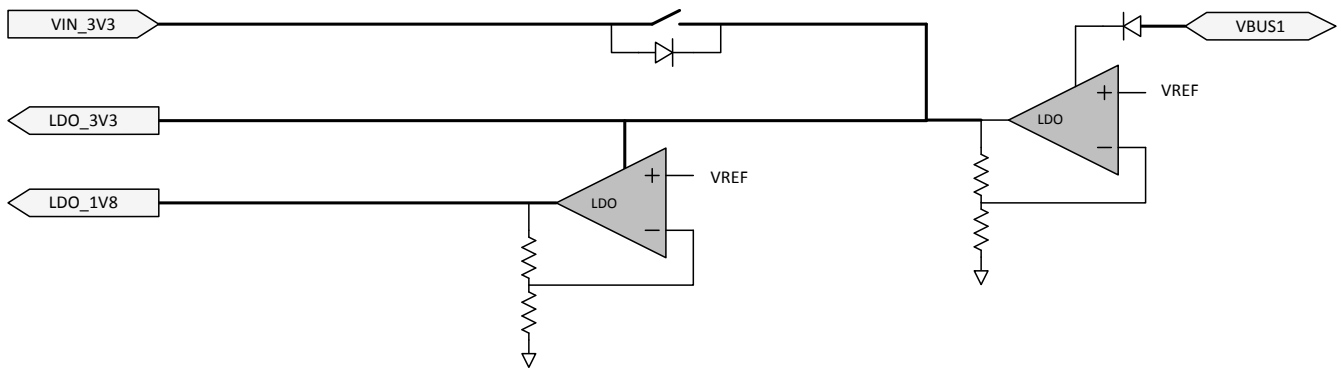 VIN_3V3
VBUS1
VREF
LDO_3V3
LDO
VREF
LDO_1V8
LDO